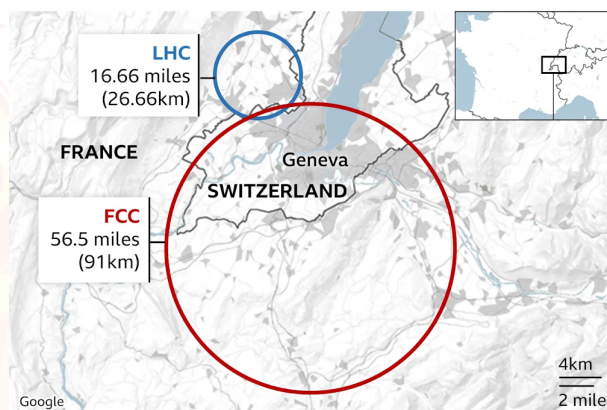 LHC
16.66 miles
(26.66km)
FRANCE
Geneva
SWITZERLAND
FCC
56.5 miles
(91km)
4km
2 mile
Google